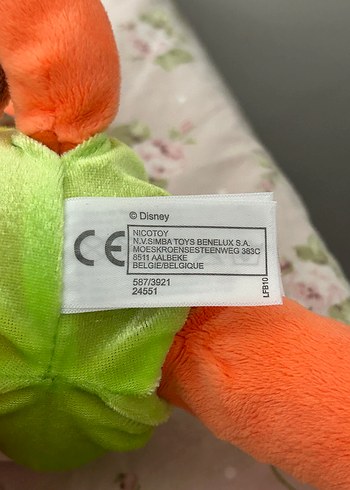 © Disney
CE
NICOTOY
N.V.SIMBA TOYS BENELUX S.A.
MOESKROENSESTEENWEG 383C
8511 AALBEKE
BELGIE/BELGIQUE
587/3921
24551
LFB10